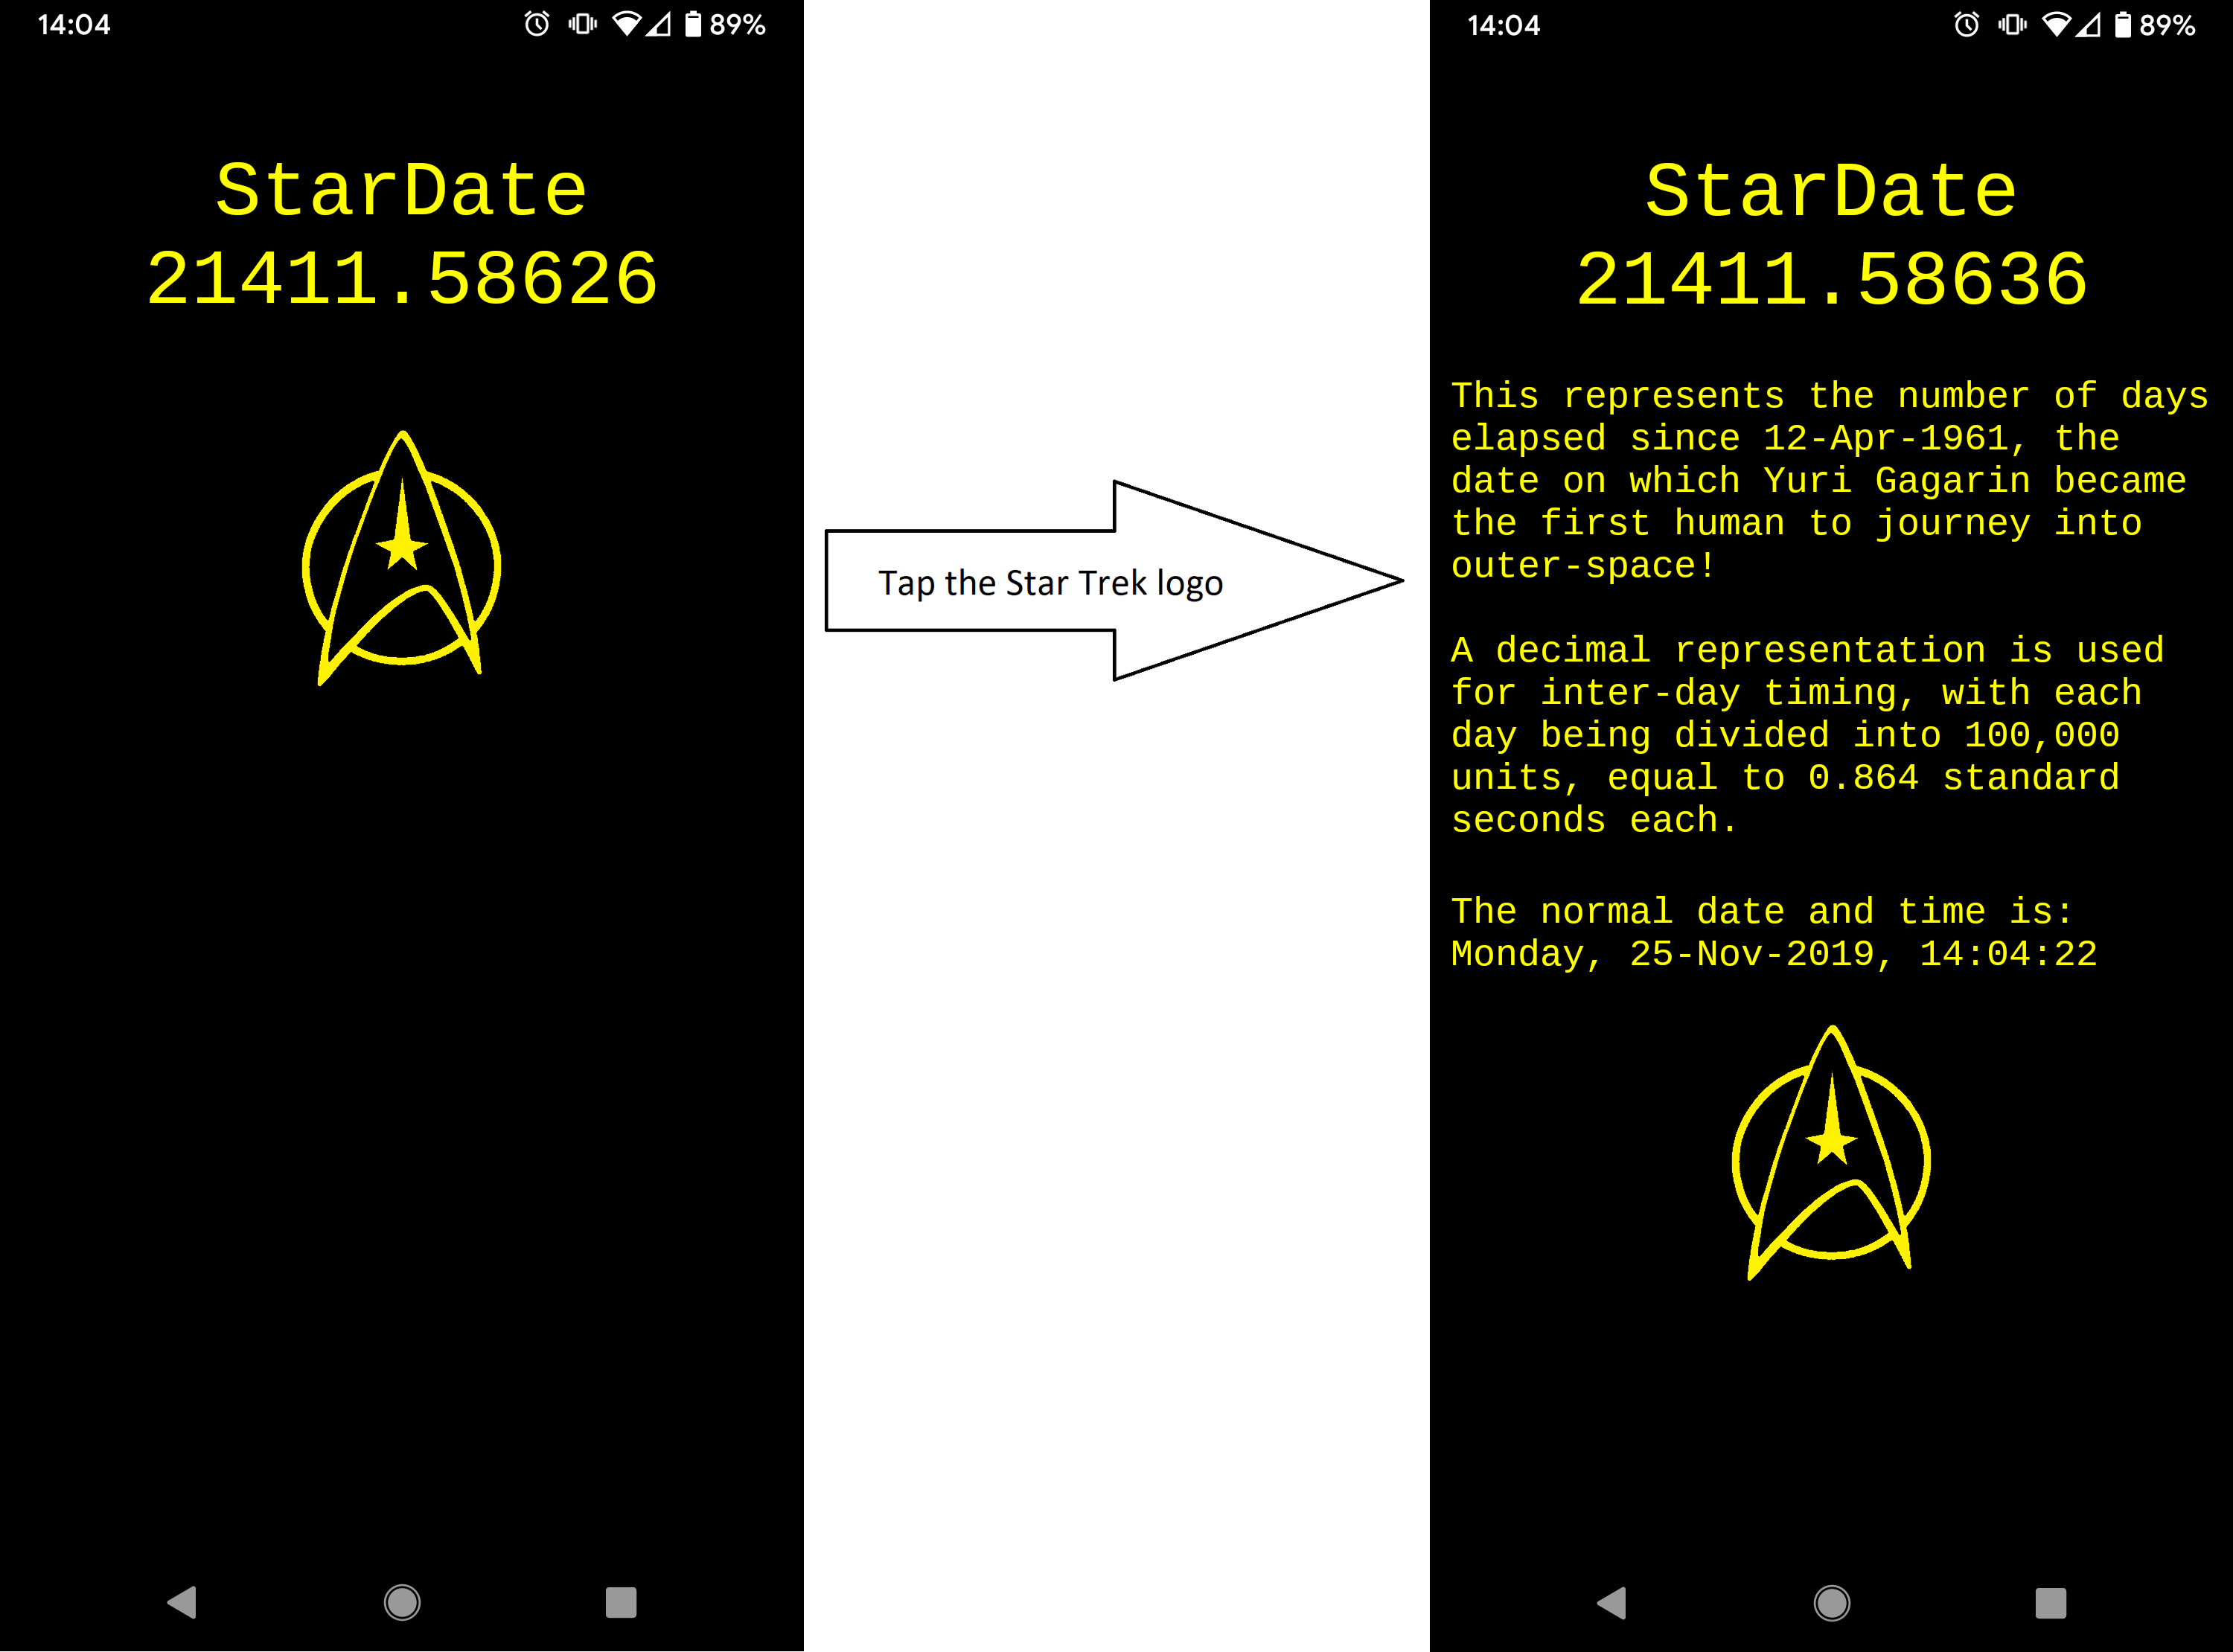 14:04
89%
StarDate
21411.58626
Tap the Star Trek logo
14:04
89%
StarDate
21411.58636
This represents the number of days
elapsed since 12-Apr-1961, the
date on which Yuri Gagarin became
the first human to journey into
outer-space!
A decimal representation is used
for inter-day timing, with each
day being divided into 100,000
units, equal to 0.864 standard
seconds each.
The normal date and time is:
Monday, 25-Nov-2019, 14:04:22